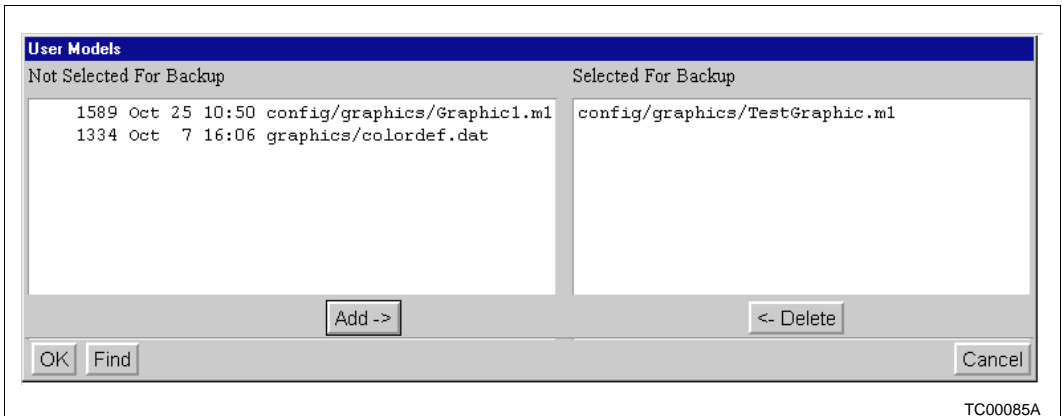 User Models
Not Selected For Backup
Selected For Backup
1589 Oct 25 10:50 config/graphics/Graphic1.m1
1334 Oct  7 16:06 graphics/colordef.dat
config/graphics/TestGraphic.m1
Add ->
<- Delete
OK
Find
Cancel
TC00085A